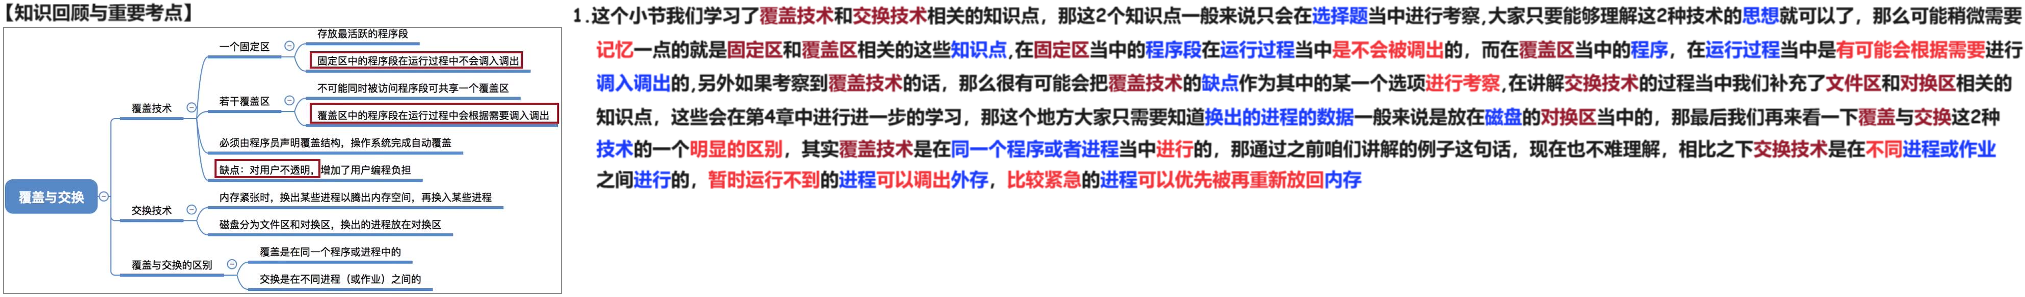 【知识回顾与重要考点】
覆盖与交换
覆盖技术
一个固定区
存放最活跃的程序段
固定区中的程序段在运行过程中不会调入调出
若干覆盖区
不可能同时被访问程序段可共享一个覆盖区
覆盖区中的程序段在运行过程中会根据需要调入调出
必须由程序员声明覆盖结构，操作系统完成自动覆盖
缺点：对用户不透明，增加了用户编程负担
交换技术
内存紧张时，换出某些进程以腾出内存空间，再换入某些进程
磁盘分为文件区和对换区，换出的进程放在对换区
覆盖与交换的区别
覆盖是在同一个程序或进程中的
交换是在不同进程（或作业）之间的
1.这个小节我们学习了覆盖技术和交换技术相关的知识点，那这2个知识点一般来说只会在选择题当中进行考察,大家只要能够理解这2种技术的思想就可以了，那么可能稍微需要
记忆一点的就是固定区和覆盖区相关的这些知识点,在固定区当中的程序段在运行过程当中是不会被调出的，而在覆盖区当中的程序，在运行过程当中是有可能会根据需要进行
调入调出的,另外如果考察到覆盖技术的话，那么很有可能会把覆盖技术的缺点作为其中的某一个选项进行考察,在讲解交换技术的过程当中我们补充了文件区和对换区相关的
知识点，这些会在第4章中进行进一步的学习，那这个地方大家只需要知道换出的进程的数据一般来说是放在磁盘的对换区当中的，那最后我们再来看一下覆盖与交换这2种
技术的一个明显的区别，其实覆盖技术是在同一个程序或者进程当中进行的，那通过之前咱们讲解的例子这句话，现在也不难理解，相比之下交换技术是在不同进程或作业
之间进行的，暂时运行不到的进程可以调出外存，比较紧急的进程可以优先被再重新放回内存